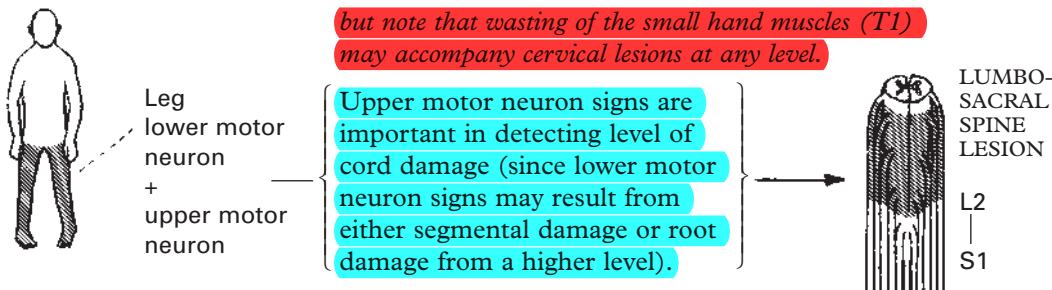 but note that wasting of the small hand muscles (T1)
may accompany cervical lesions at any level.
Leg
lower motor
neuron
+
upper motor
neuron
Upper motor neuron signs are
important in detecting level of
cord damage (since lower motor
neuron signs may result from
either segmental damage or root
damage from a higher level).
LUMBO-
SACRAL
SPINE
LESION
L2
S1